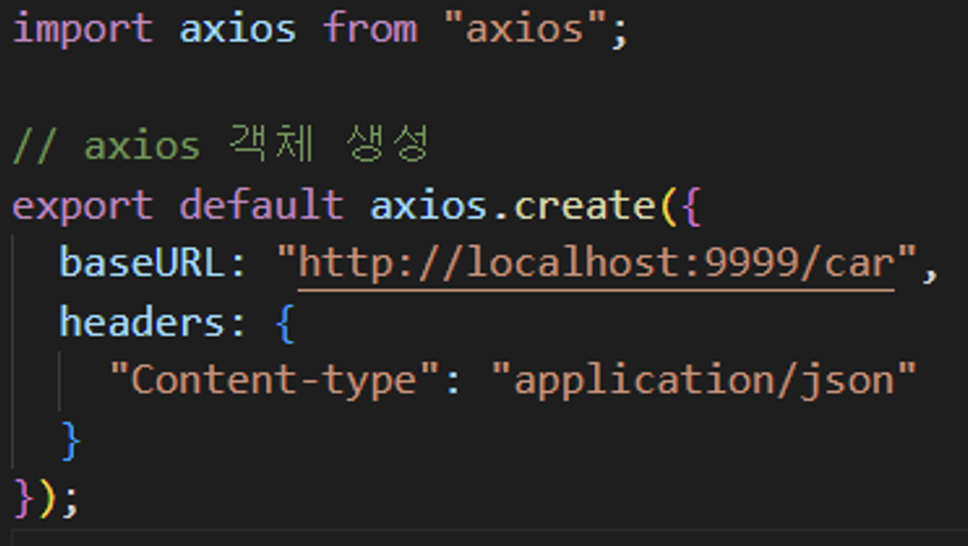 import axios from "axios";
// axios 객체 생성
export default axios.create({
baseURL: "http://localhost:9999/car",
headers: {
"Content-type": "application/json"
}
});